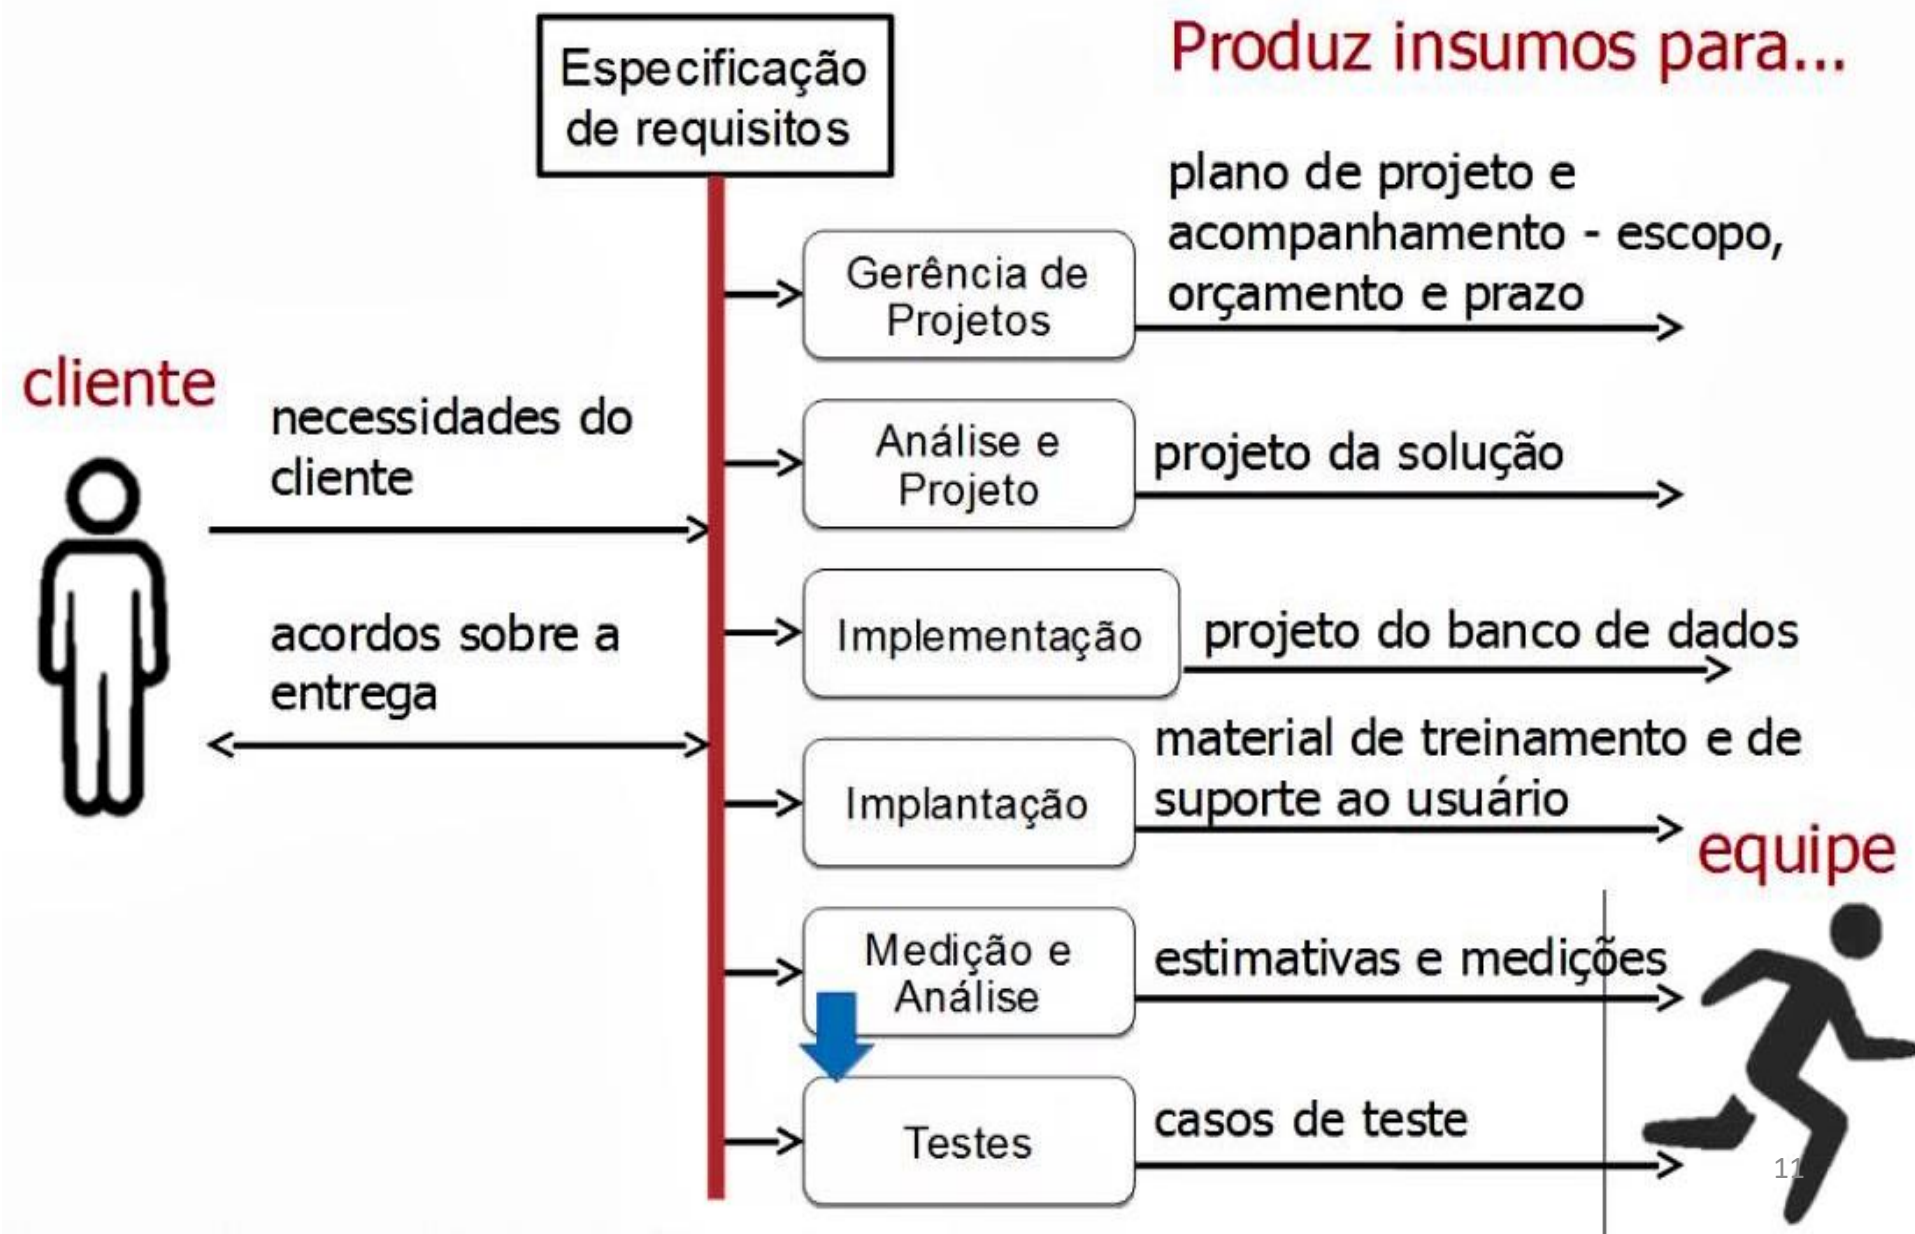 Especificação
de requisitos
Produz insumos para...
cliente
necessidades do
cliente
acordos sobre a
entrega
Gerência de
Projetos
plano de projeto e
acompanhamento - escopo,
orçamento e prazo
Análise e
Projeto
projeto da solução
Implementação
projeto do banco de dados
Implantação
material de treinamento e de
suporte ao usuário
equipe
Medição e
Análise
estimativas e medições
Testes
casos de teste
11